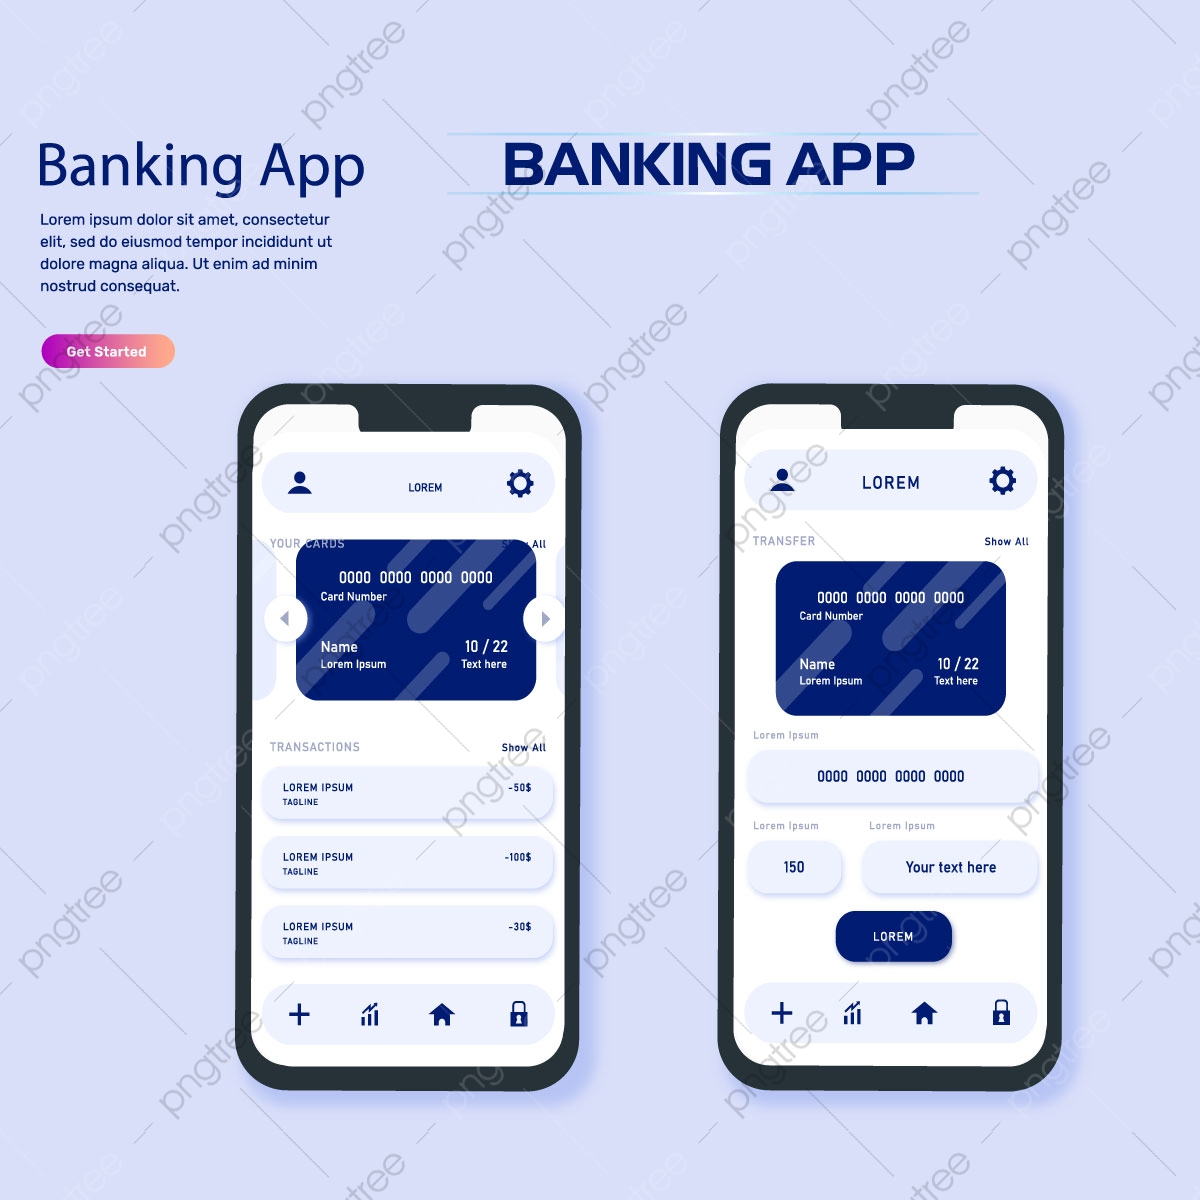 Banking App
BANKING APP
Lorem ipsum dolor sit amet, consectetur
elit, sed do eiusmod tempor incididunt ut
dolore magna aliqua. Ut enim ad minim
nostrud consequat.
Get Started
LOREM
YOUR CARDS
All
0000 0000 0000 0000
Card Number
Name
10 / 22
Lorem Ipsum
Text here
TRANSACTIONS
Show All
LOREM IPSUM
-50$
TAGLINE
LOREM IPSUM
-100$
TAGLINE
LOREM IPSUM
-30$
TAGLINE
LOREM
TRANSFER
Show All
0000 0000 0000 0000
Card Number
Name
10 / 22
Lorem Ipsum
Text here
Lorem Ipsum
0000 0000 0000 0000
Lorem Ipsum
Lorem Ipsum
150
Your text here
LOREM
pngtree